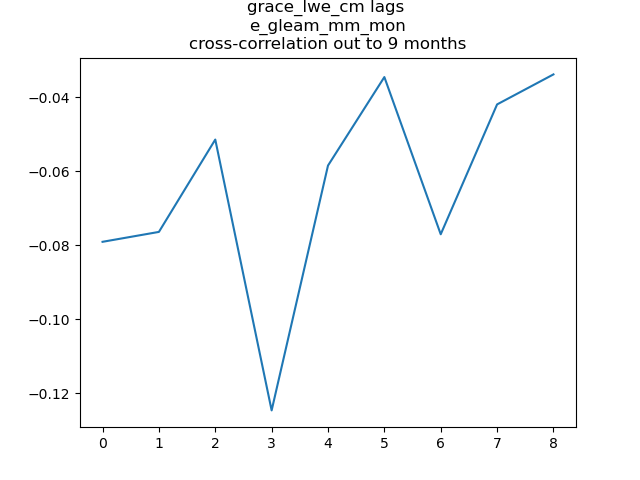 grace_lwe_cm lags
e_gleam_mm_mon
cross-correlation out to 9 months
−0.04
−0.06
−0.08
−0.10
−0.12
0 1 2 3 4 5 6 7 8